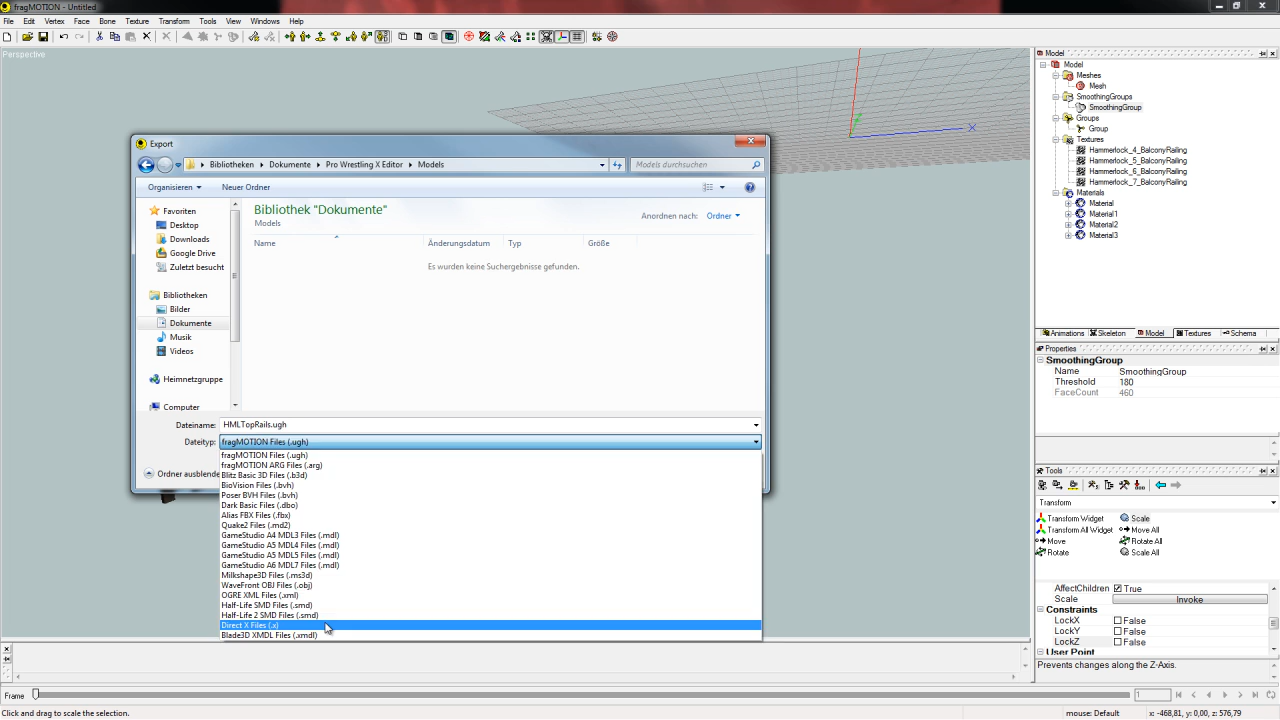 fragMOTION - Untitled
File Edit Vertex Face Bone Texture Transform Tools View Windows Help
Perspective
Export
Bibliotheken Dokumente Pro Wrestling X Editor Models
Models durchsuchen
Organisieren Neuer Ordner
Favoriten
Desktop
Downloads
Google Drive
Zuletzt besucht
Bibliotheken
Bilder
Dokumente
Musik
Videos
Heimnetzgruppe
Computer
Bibliothek "Dokumente"
Models
Anordnen nach: Ordner
Name Änderungsdatum Typ Größe
Es wurden keine Suchergebnisse gefunden.
Dateiname: HMLTopRails.ugh
Dateityp: fragMOTION Files (.ugh)
Ordner ausblende
fragMOTION Files (.ugh)
fragMOTION ARG Files (.arg)
Blitz Basic 3D Files (.b3d)
BioVision Files (.bvh)
Poser BVH Files (.bvh)
Dark Basic Files (.dbo)
Alias FBX Files (.fbx)
Quake2 Files (.md2)
GameStudio A4 MDL3 Files (.mdl)
GameStudio A5 MDL4 Files (.mdl)
GameStudio A5 MDL5 Files (.mdl)
GameStudio A6 MDL7 Files (.mdl)
Milkshape3D Files (.ms3d)
WaveFront OBJ Files (.obj)
OGRE XML Files (.xml)
Half-Life SMD Files (.smd)
Half-Life 2 SMD Files (.smd)
Direct X Files (.x)
Blade3D XMDL Files (.xmdl)
X
Model
Model
Meshes
Mesh
SmoothingGroups
SmoothingGroup
Groups
Group
Textures
Hammerlock_4_BalconyRailing
Hammerlock_5_BalconyRailing
Hammerlock_6_BalconyRailing
Hammerlock_7_BalconyRailing
Materials
Material
Material1
Material2
Material3
Animations Skeleton Model Textures Schema
Properties
SmoothingGroup
Name SmoothingGroup
Threshold 180
FaceCount 460
Tools
Transform
Transform Widget Scale
Transform All Widget Move All
Move Rotate All
Rotate Scale All
AffectChildren True
Scale Invoke
Constraints
LockX False
LockY False
LockZ False
User Point
Prevents changes along the Z-Axis.
Frame 1
Click and drag to scale the selection. mouse: Default x: -468,81; y: 0,00; z: 576,79